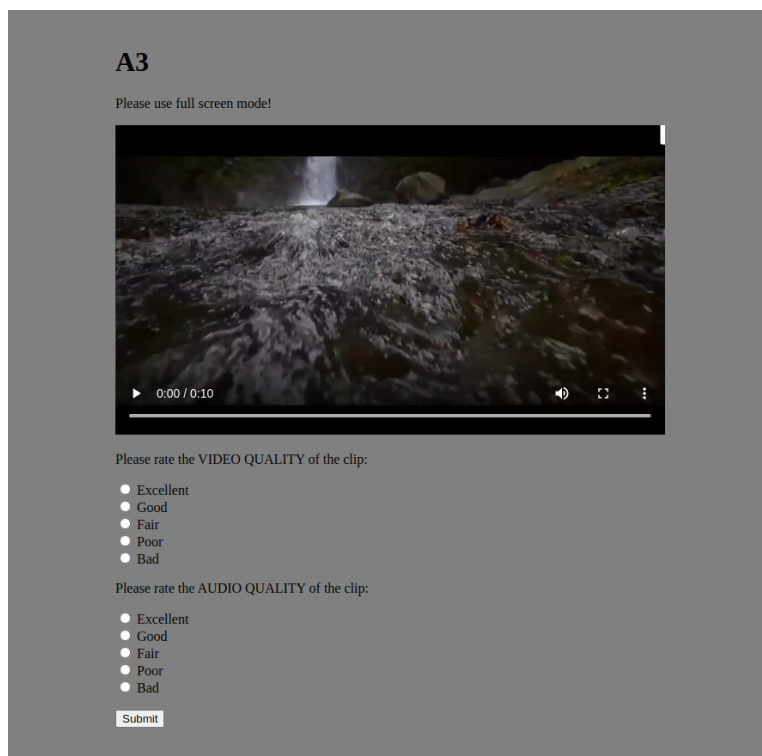 A3
Please use full screen mode!
0:00 / 0:10
Please rate the VIDEO QUALITY of the clip:
Excellent
Good
Fair
Poor
Bad
Please rate the AUDIO QUALITY of the clip:
Excellent
Good
Fair
Poor
Bad
Submit